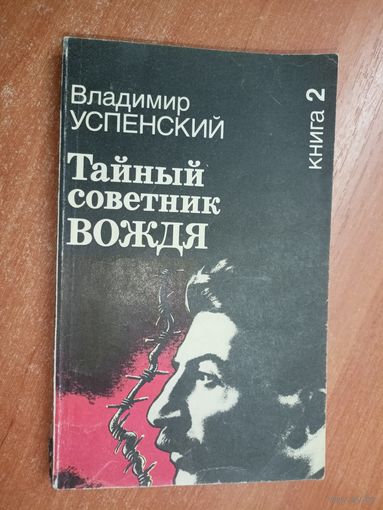 Владимир
УСПЕНСКИЙ
книга 2
Тайный
советник
ВОЖДЯ